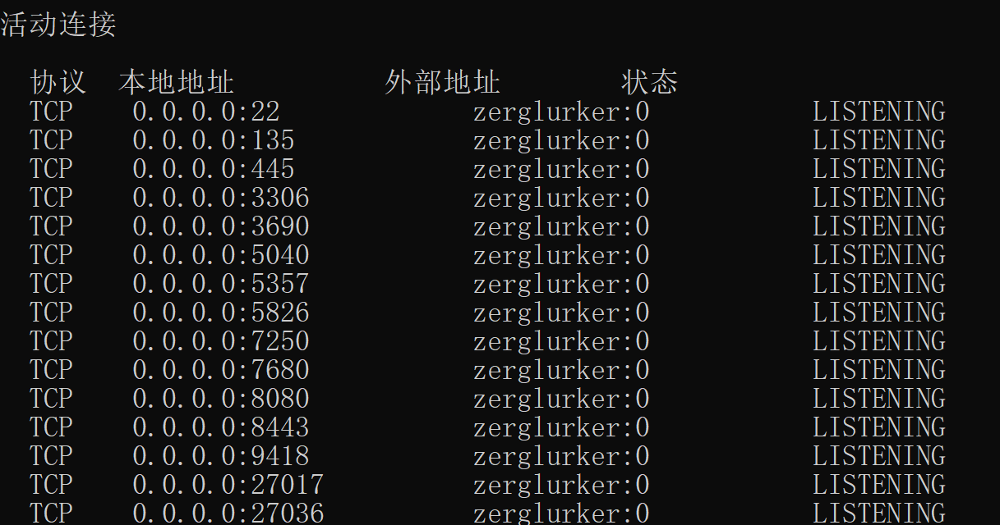 活动连接
协议 本地地址 外部地址 状态
TCP 0.0.0.0:22 zerglurker:0 LISTENING
TCP 0.0.0.0:135 zerglurker:0 LISTENING
TCP 0.0.0.0:445 zerglurker:0 LISTENING
TCP 0.0.0.0:3306 zerglurker:0 LISTENING
TCP 0.0.0.0:3690 zerglurker:0 LISTENING
TCP 0.0.0.0:5040 zerglurker:0 LISTENING
TCP 0.0.0.0:5357 zerglurker:0 LISTENING
TCP 0.0.0.0:5826 zerglurker:0 LISTENING
TCP 0.0.0.0:7250 zerglurker:0 LISTENING
TCP 0.0.0.0:7680 zerglurker:0 LISTENING
TCP 0.0.0.0:8080 zerglurker:0 LISTENING
TCP 0.0.0.0:8443 zerglurker:0 LISTENING
TCP 0.0.0.0:9418 zerglurker:0 LISTENING
TCP 0.0.0.0:27017 zerglurker:0 LISTENING
TCP 0.0.0.0:27036 zerglurker:0 LISTENING